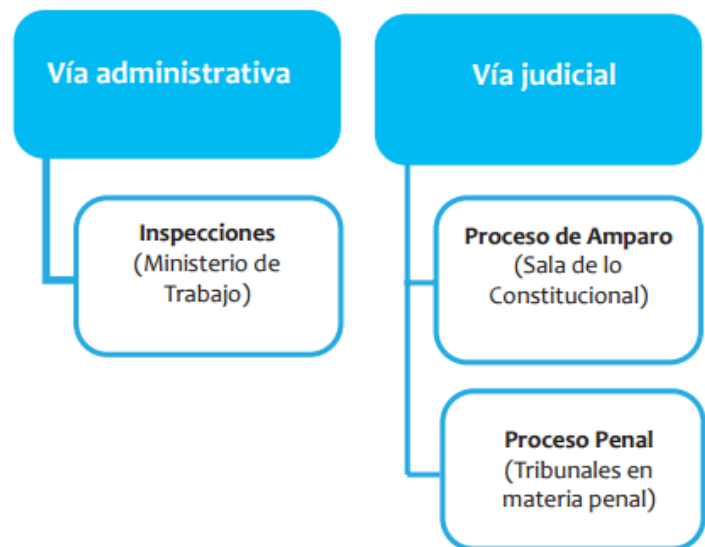 Vía administrativa
Inspecciones
(Ministerio de
Trabajo)
Vía judicial
Proceso de Amparo
(Sala de lo
Constitucional)
Proceso Penal
(Tribunales en
materia penal)